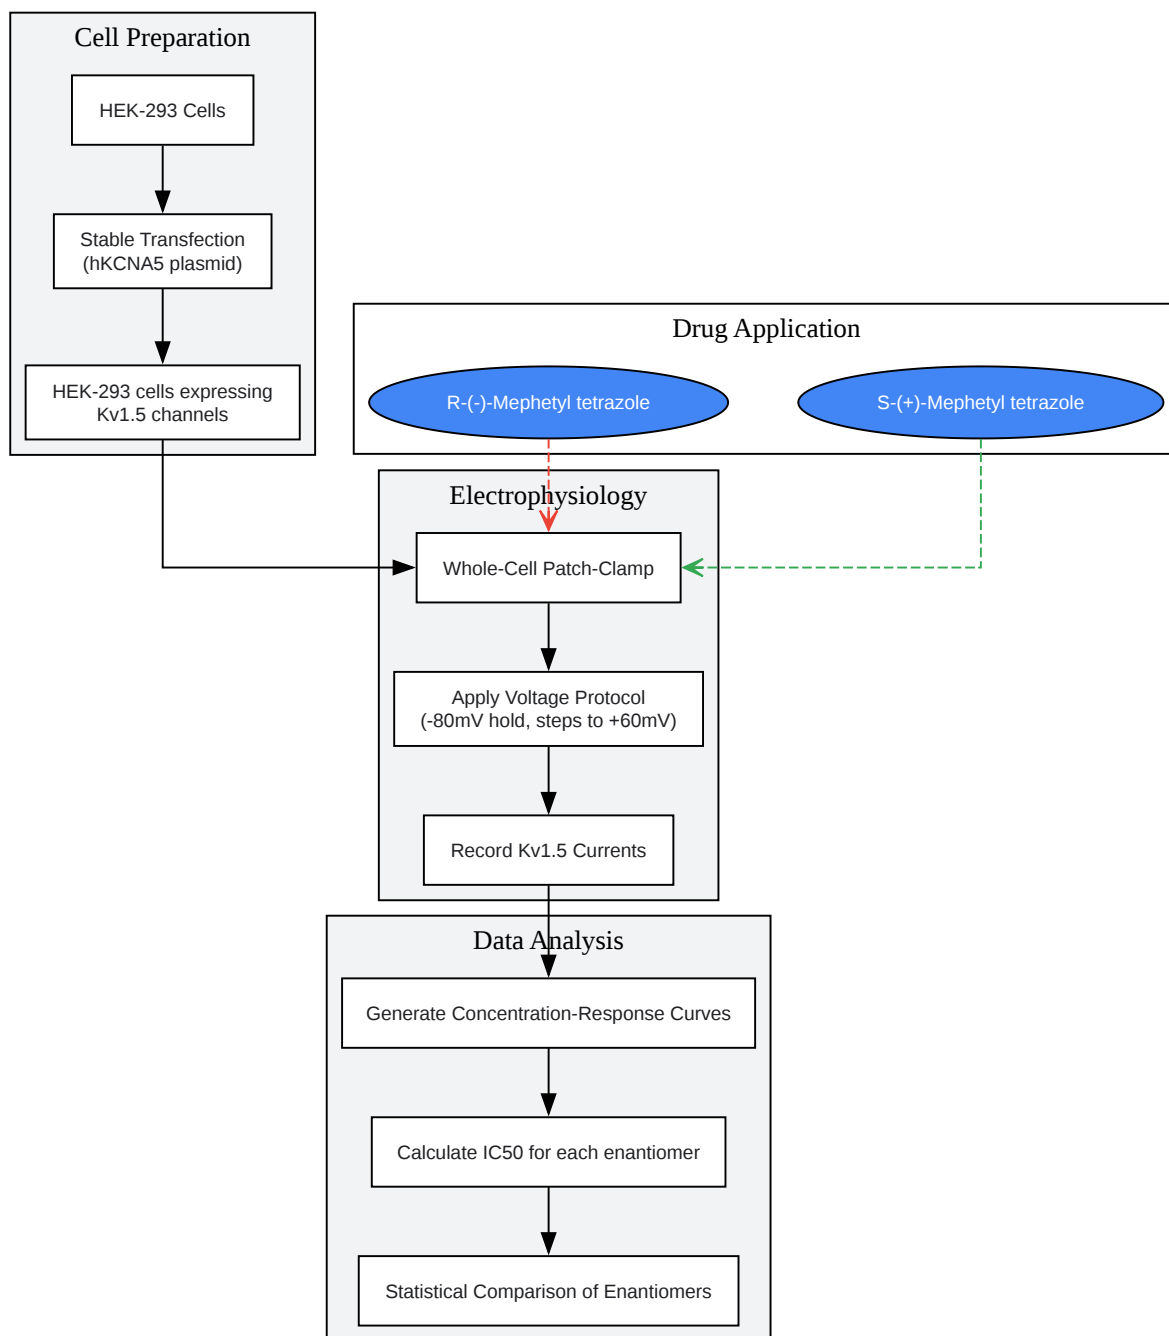 Cell Preparation
HEK-293 Cells
Stable Transfection
(hKCNA5 plasmid)
HEK-293 cells expressing
Kv1.5 channels
Drug Application
R-(-)-Mephetyl tetrazole
S-(+)-Mephetyl tetrazole
Electrophysiology
Whole-Cell Patch-Clamp
Apply Voltage Protocol
(-80mV hold, steps to +60mV)
Record Kv1.5 Currents
Data Analysis
Generate Concentration-Response Curves
Calculate IC50 for each enantiomer
Statistical Comparison of Enantiomers